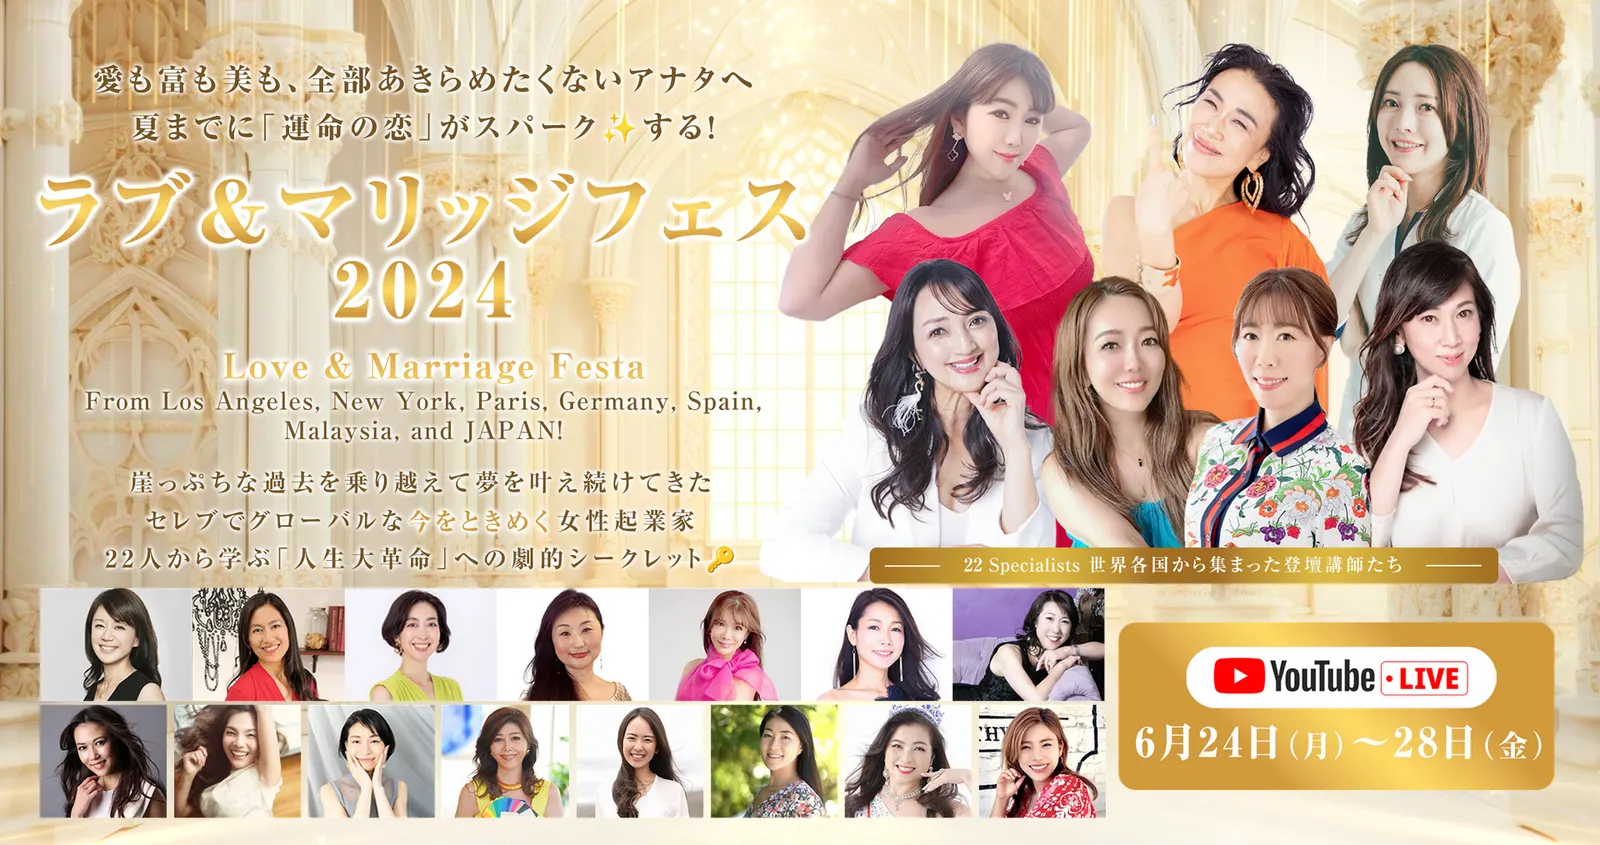 愛も富も美も、全部あきらめたくないアナタへ
夏までに「運命の恋」がスパーク✨する!
ラブ&マリッジフェス
2024
Love & Marriage Festa
From Los Angeles, New York, Paris, Germany, Spain,
Malaysia, and JAPAN!
崖っぷちな過去を乗り越えて夢を叶え続けてきた
セレブでグローバルな今をときめく女性起業家
22人から学ぶ「人生大革命」への劇的シークレット🔑
22 Specialists 世界各国から集まった登壇講師たち
YouTube LIVE
6月24日(月)～28日(金)